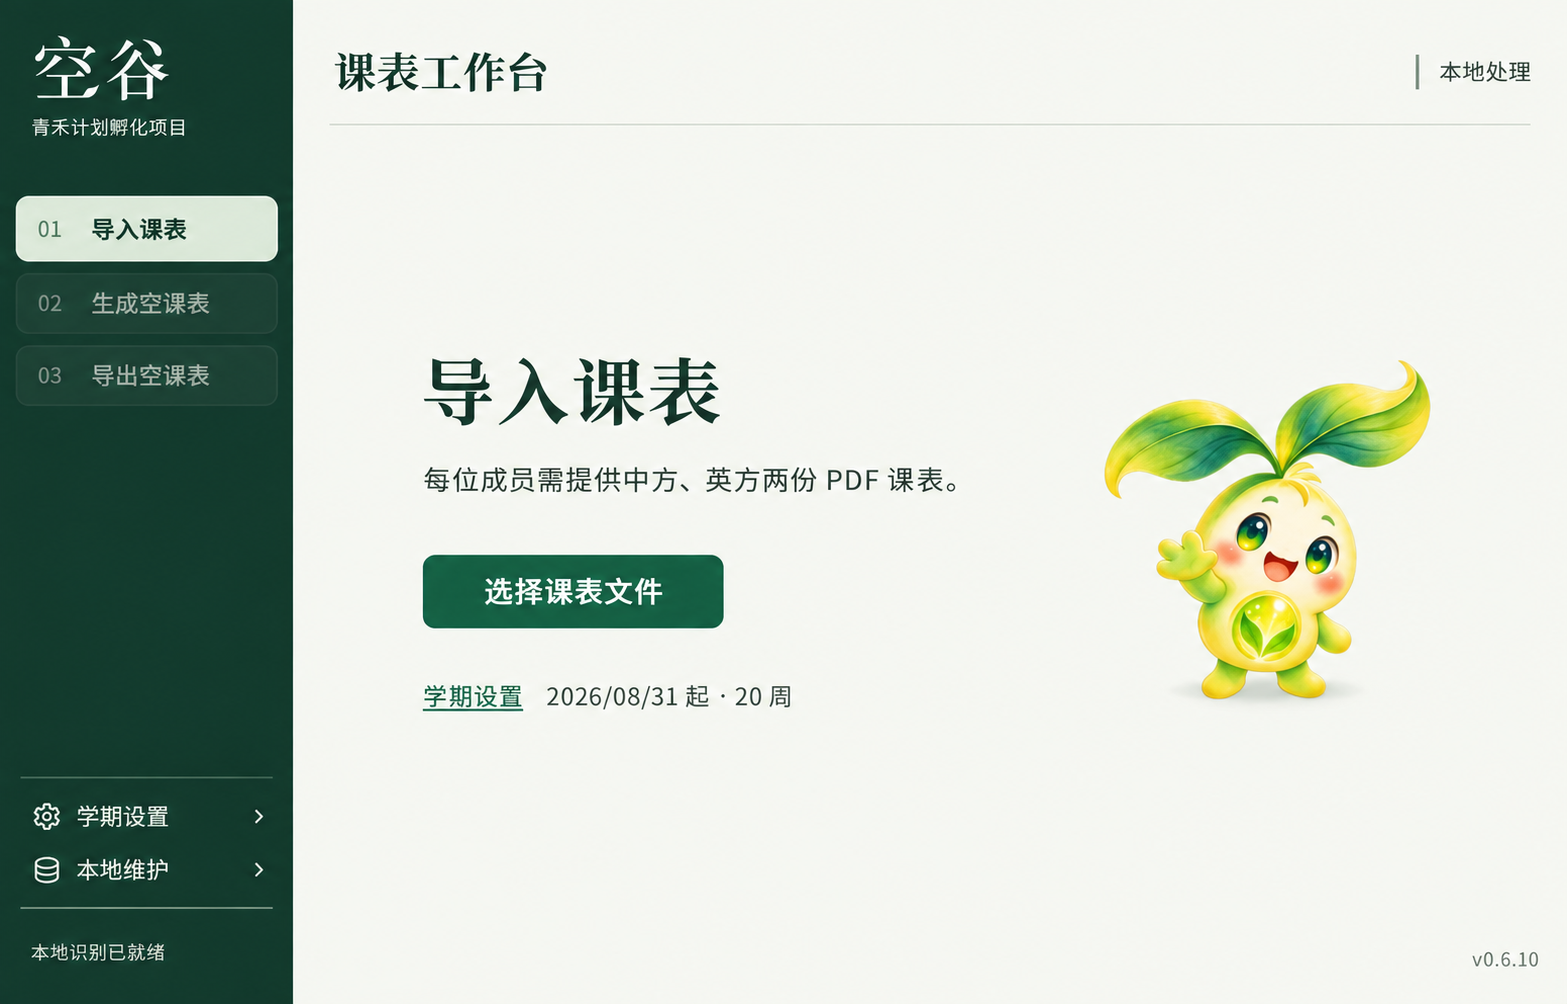 空谷
青禾计划孵化项目
01 导入课表
02 生成空课表
03 导出空课表
学期设置
本地维护
本地识别已就绪
课表工作台
本地处理
导入课表
每位成员需提供中方、英方两份 PDF 课表。
选择课表文件
学期设置 2026/08/31 起 · 20 周
v0.6.10